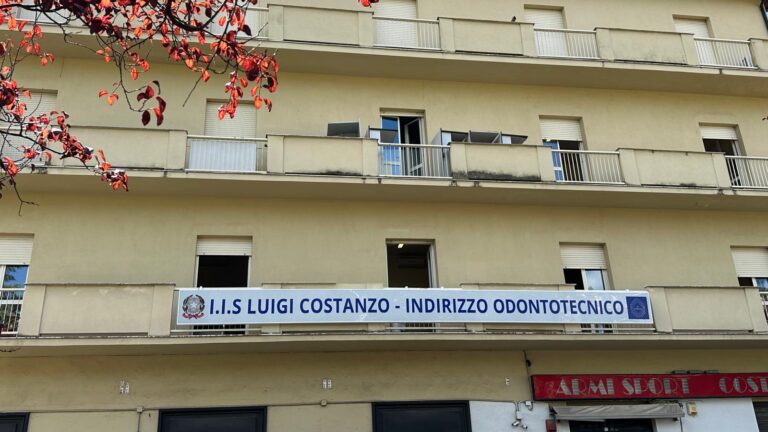 I.I.S LUIGI COSTANZO - INDIRIZZO ODONTOTECNICO
ARMI SPORT